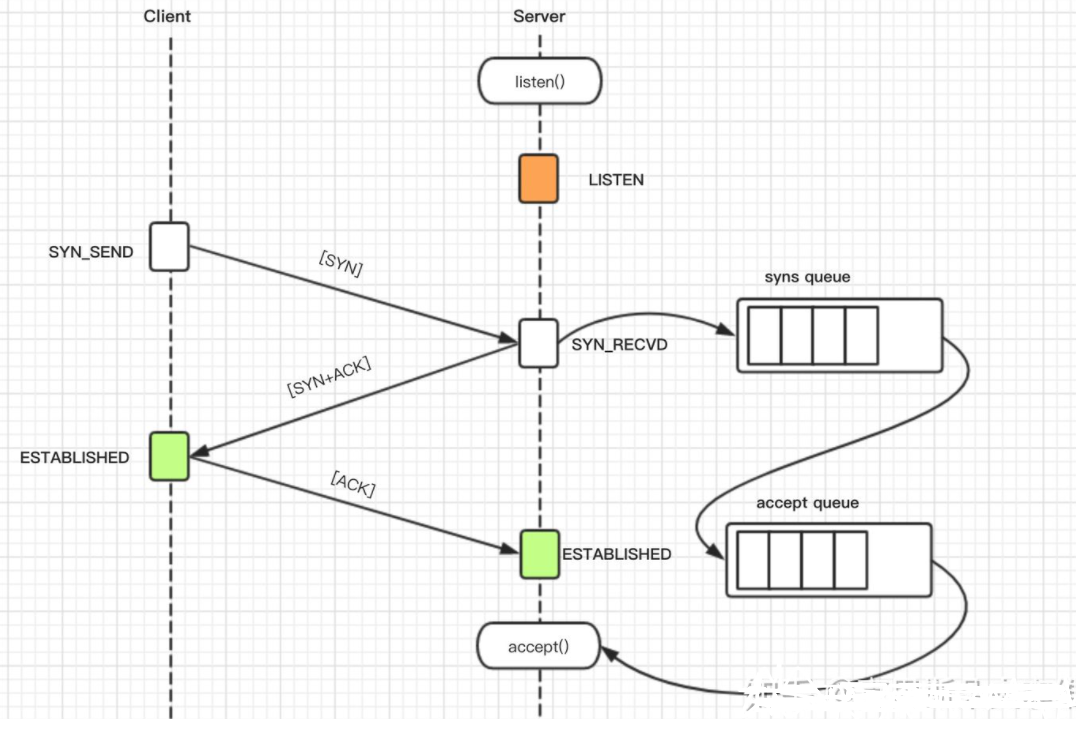 Client
Server
listen()
LISTEN
SYN_SEND
[SYN]
syns queue
SYN_RECVD
[SYN+ACK]
ESTABLISHED
[ACK]
accept queue
ESTABLISHED
accept()